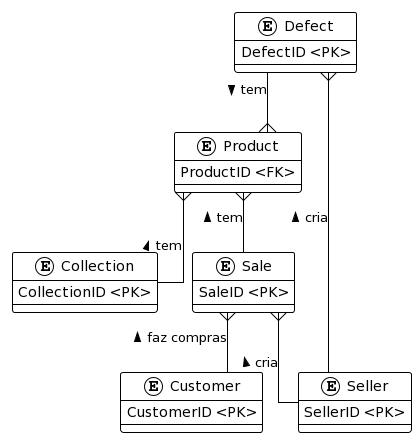 E Defect
DefectID <PK>
tem
E Product
ProductID <FK>
tem
tem
cria
E Collection
CollectionID <PK>
E Sale
SaleID <PK>
faz compras
cria
E Customer
CustomerID <PK>
E Seller
SellerID <PK>